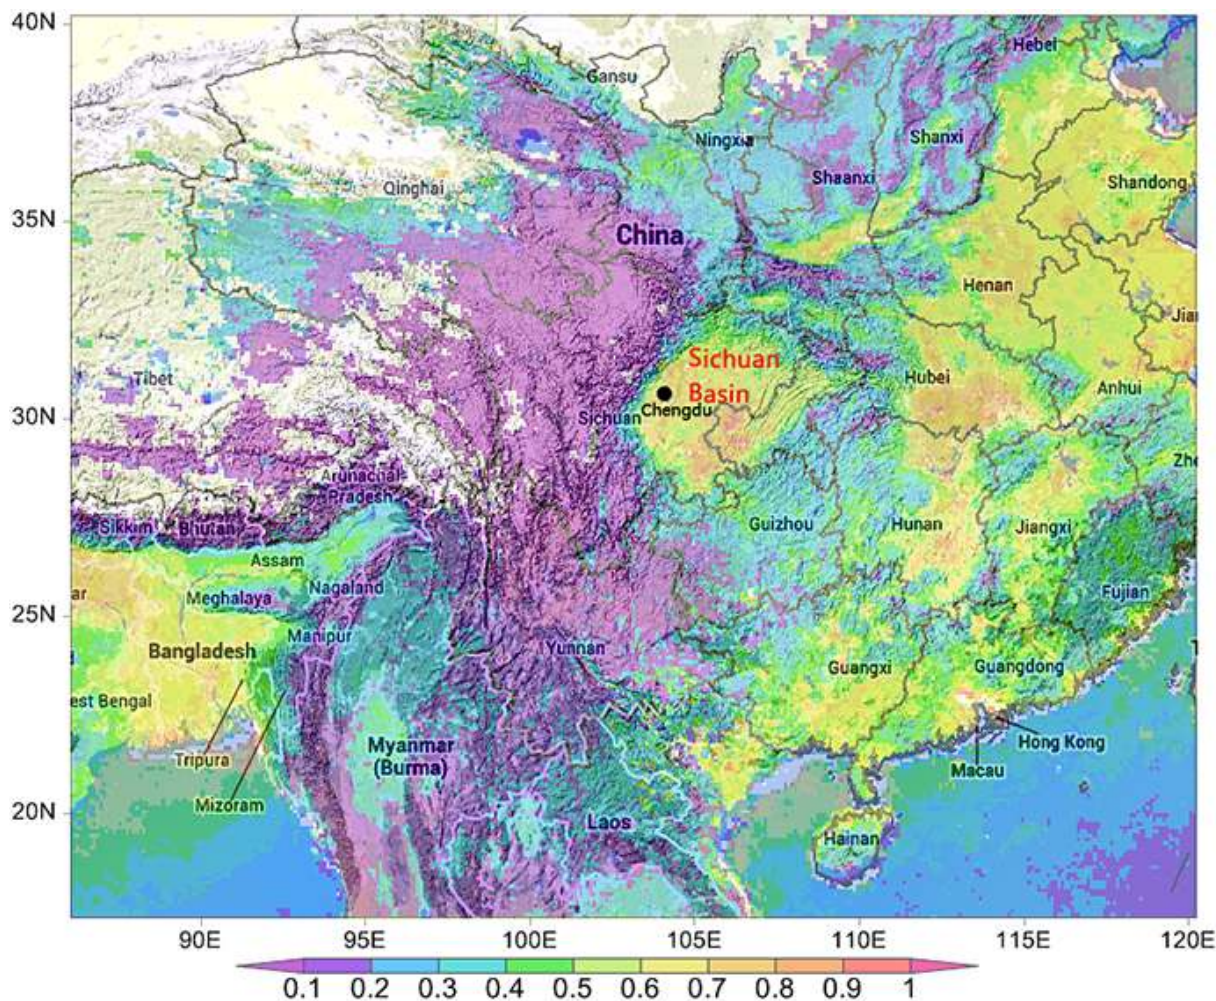 40N
Hebei
Gansu
Ningxia
Shanxi
Shaanxi
Qinghai
Shandong
35N
China
Henan
Jian
Sichuan
Basin
Tibet
Hubei
Anhui
30N
Sichuan
Chengdu
Zhe
Arunachal
Pradesh
Sikkim
Bhutan
Guizhou
Hunan
Jiangxi
Assam
Nagaland
Meghalaya
ar
Fujian
25N
Manipur
Bangladesh
Yunnan
Guangxi
Guangdong
est Bengal
Myanmar
(Burma)
Hong Kong
Tripura
Macau
Mizoram
20N
Laos
Hainan
90E
95E
100E
105E
110E
115E
120E
0.1 0.2 0.3 0.4 0.5 0.6 0.7 0.8 0.9 1